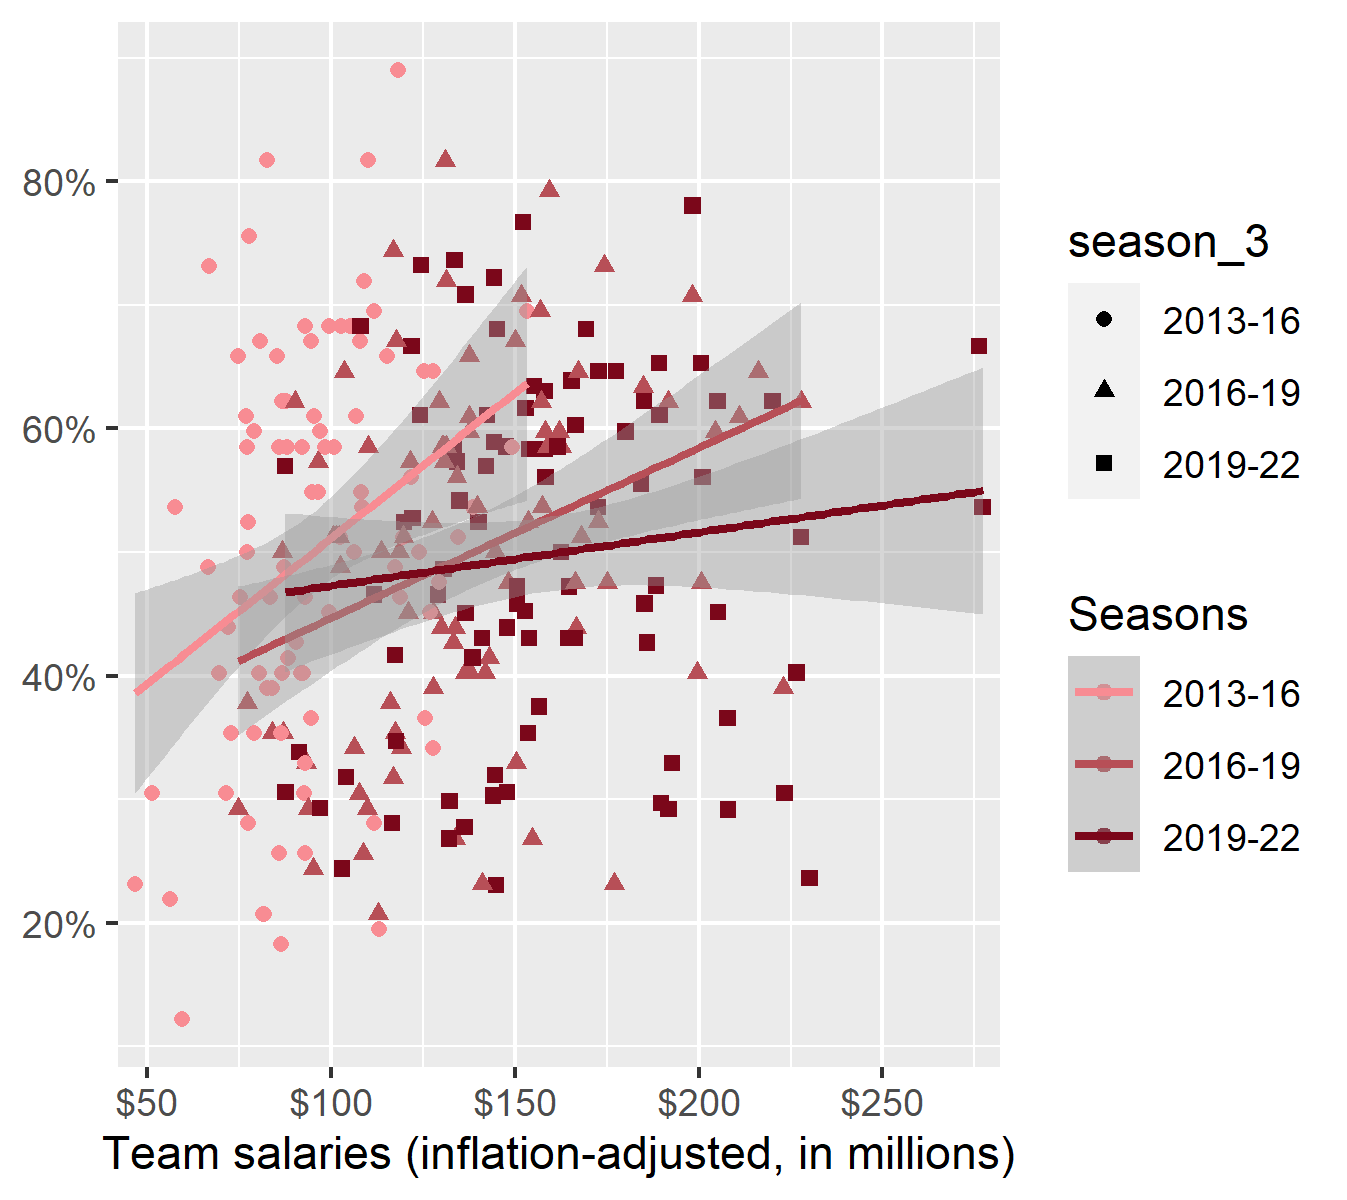 80%
60%
40%
20%
$50 $100 $150 $200 $250
Team salaries (inflation-adjusted, in millions)
season_3
2013-16
2016-19
2019-22
Seasons
2013-16
2016-19
2019-22